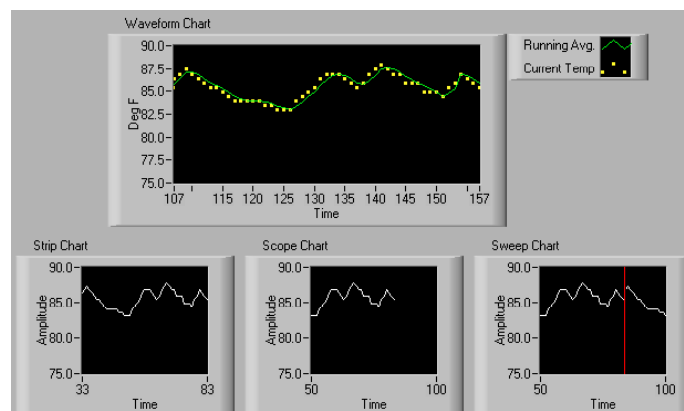 Waveform Chart
90.0
87.5
85.0
82.5
80.0
77.5
75.0
Deg F
107 115 120 125 130 135 140 145 150 157
Time
Running Avg.
Current Temp
Strip Chart
90.0
85.0
80.0
75.0
Amplitude
33 83
Time
Scope Chart
90.0
85.0
80.0
75.0
Amplitude
50 100
Time
Sweep Chart
90.0
85.0
80.0
75.0
Amplitude
50 100
Time